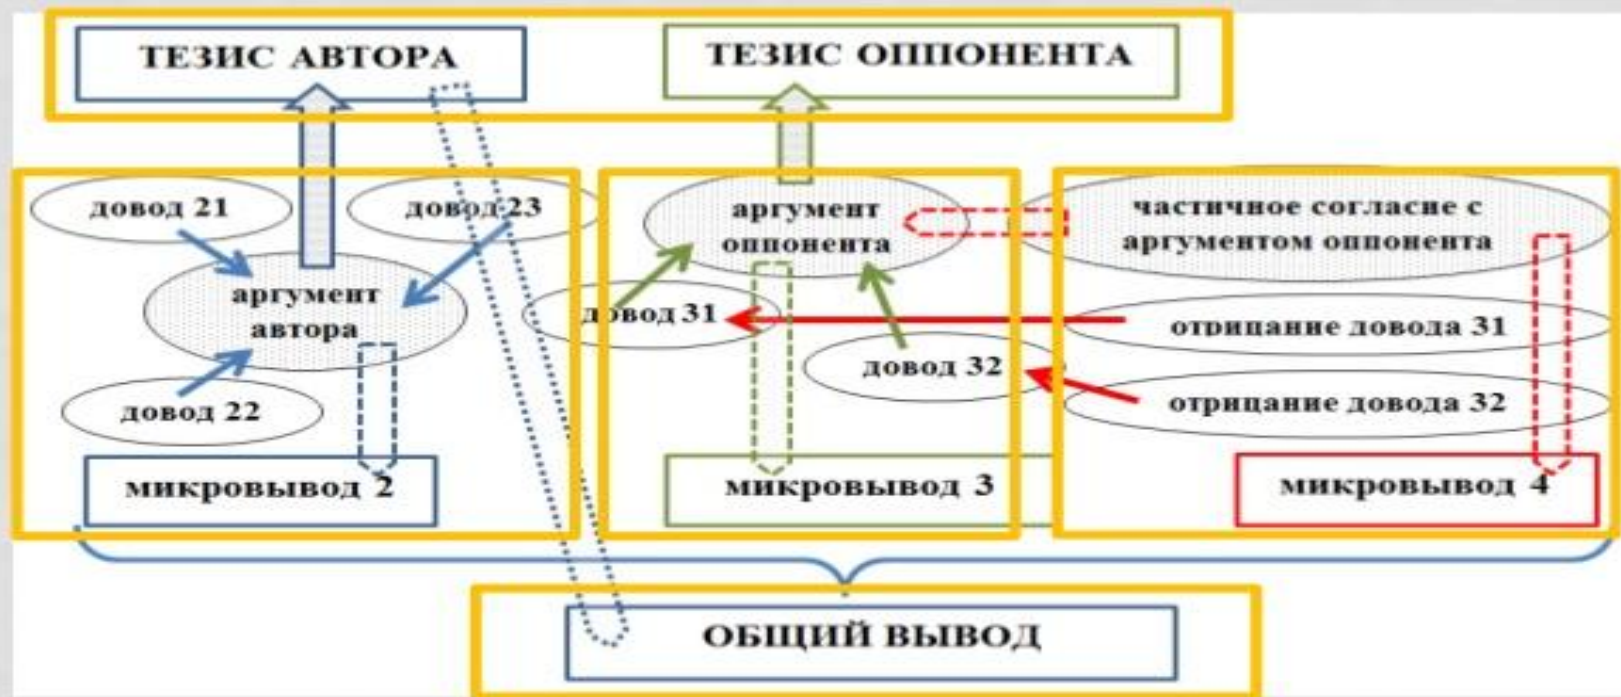 ТЕЗИС АВТОРА
ТЕЗИС ОППОНЕНТА
довод 21
довод 23
аргумент
автора
довод 22
микровывод 2
аргумент
оппонента
довод 31
довод 32
микровывод 3
частичное согласие с
аргументом оппонента
отрицание довода 31
отрицание довода 32
микровывод 4
ОБЩИЙ ВЫВОД